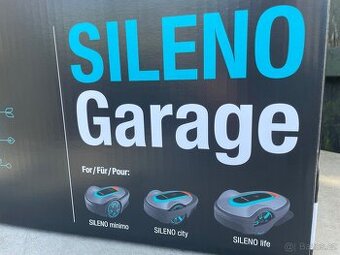 SILENO
Garage
For / Für / Pour:
SILENO minimo
SILENO city
SILENO life